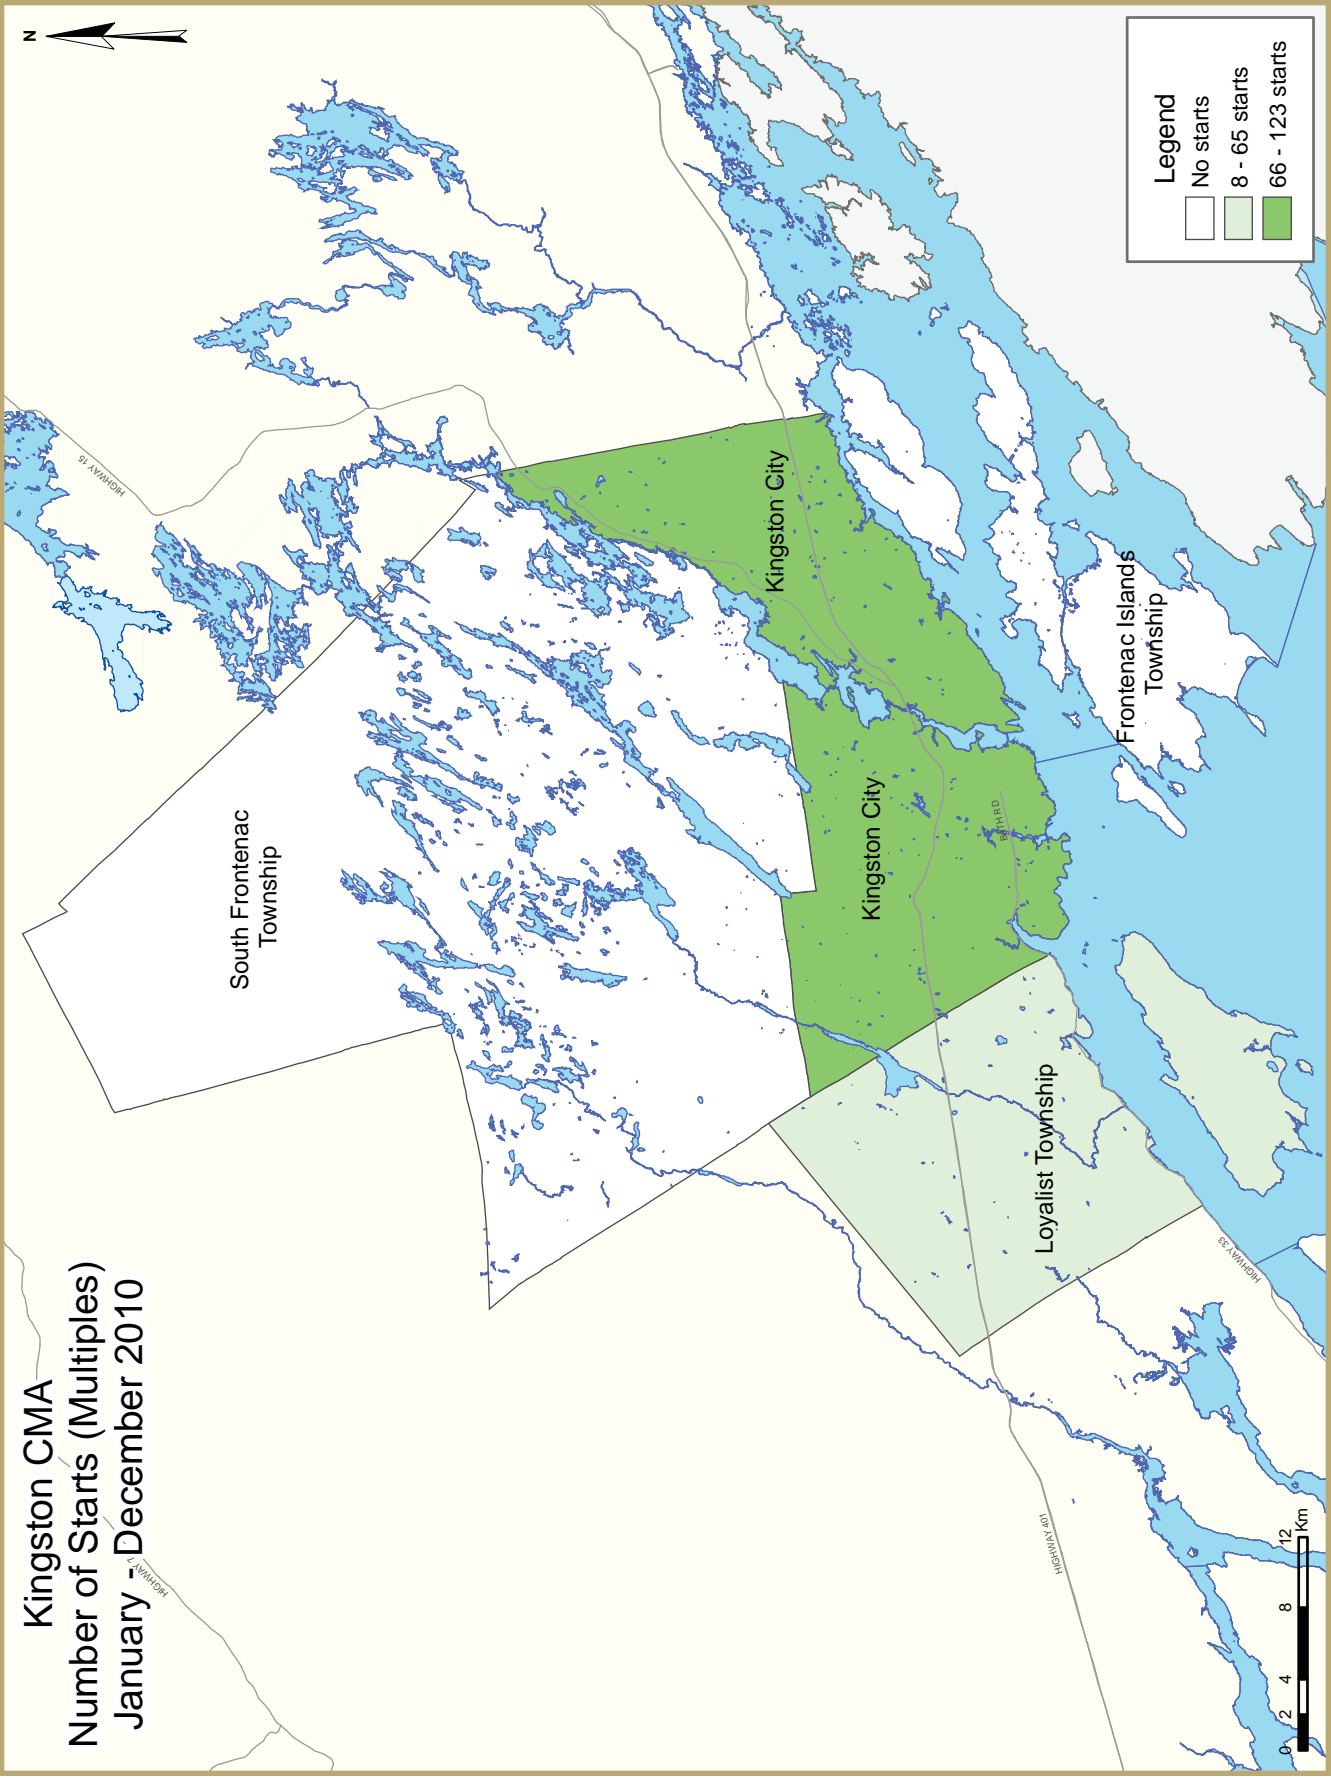 Kingston CMA
Number of Starts (Multiples)
January - December 2010
N
HIGHWAY 7
HIGHWAY 15
South Frontenac
Township
Kingston City
Kingston City
BATH RD
Loyalist Township
Frontenac Islands
Township
HIGHWAY 33
HIGHWAY 401
Legend
No starts
8 - 65 starts
66 - 123 starts
0 2 4 8 12
Km